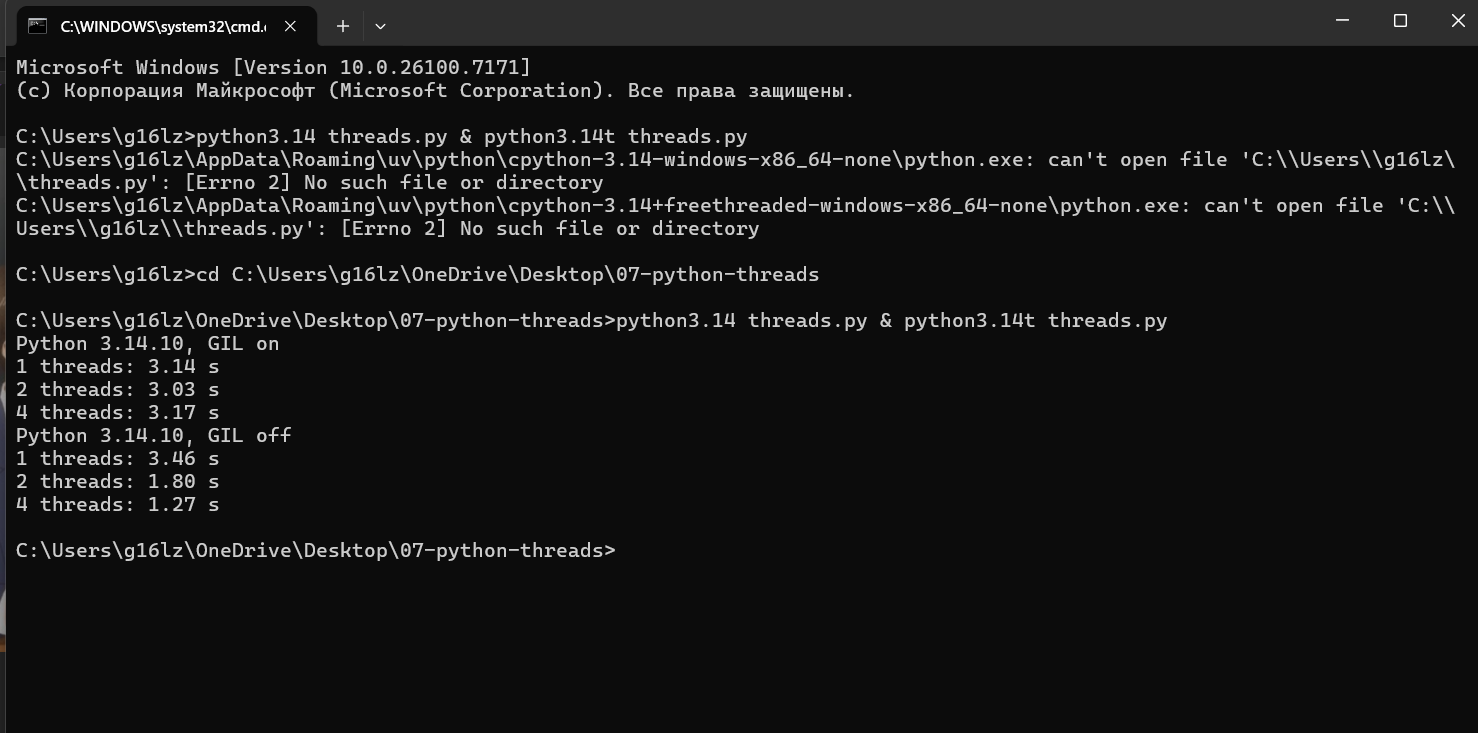 C:\WINDOWS\system32\cmd.
Microsoft Windows [Version 10.0.26100.7171]
(c) Корпорация Майкрософт (Microsoft Corporation). Все права защищены.
C:\Users\g16lz>python3.14 threads.py & python3.14t threads.py
C:\Users\g16lz\AppData\Roaming\uv\python\cpython-3.14-windows-x86_64-none\python.exe: can't open file 'C:\\Users\\g16lz\
\threads.py': [Errno 2] No such file or directory
C:\Users\g16lz\AppData\Roaming\uv\python\cpython-3.14+freethreaded-windows-x86_64-none\python.exe: can't open file 'C:\\
Users\\g16lz\\threads.py': [Errno 2] No such file or directory
C:\Users\g16lz>cd C:\Users\g16lz\OneDrive\Desktop\07-python-threads
C:\Users\g16lz\OneDrive\Desktop\07-python-threads>python3.14 threads.py & python3.14t threads.py
Python 3.14.10, GIL on
1 threads: 3.14 s
2 threads: 3.03 s
4 threads: 3.17 s
Python 3.14.10, GIL off
1 threads: 3.46 s
2 threads: 1.80 s
4 threads: 1.27 s
C:\Users\g16lz\OneDrive\Desktop\07-python-threads>